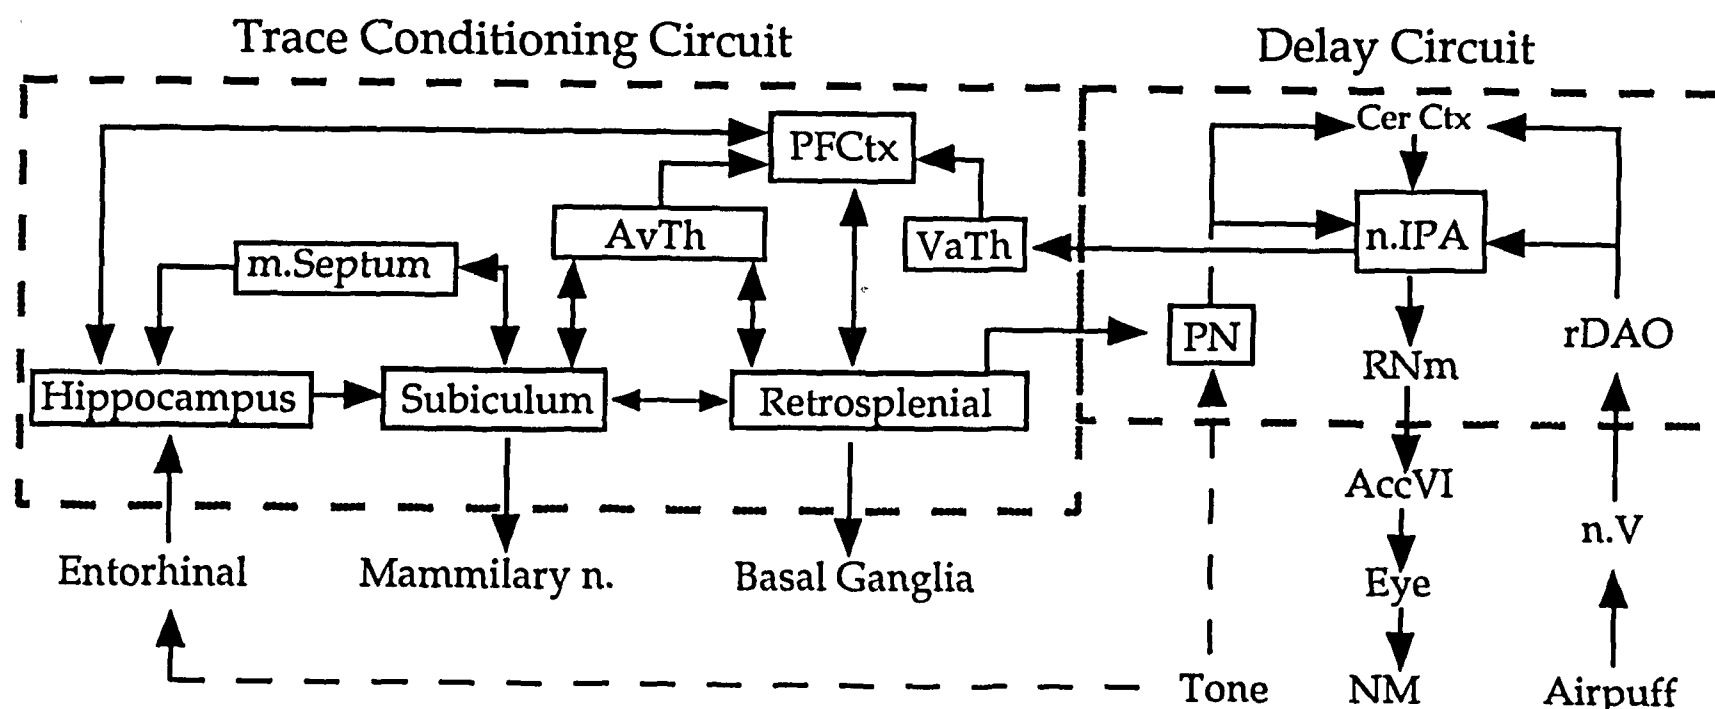 Trace Conditioning Circuit
Delay Circuit
Cer Ctx
PFCtx
AvTh
VaTh
n.IPA
m.Septum
PN
rDAO
RNm
Hippocampus
Subiculum
Retrosplenial
AccVI
n.V
Entorhinal
Mammilary n.
Basal Ganglia
Eye
Tone
NM
Airpuff